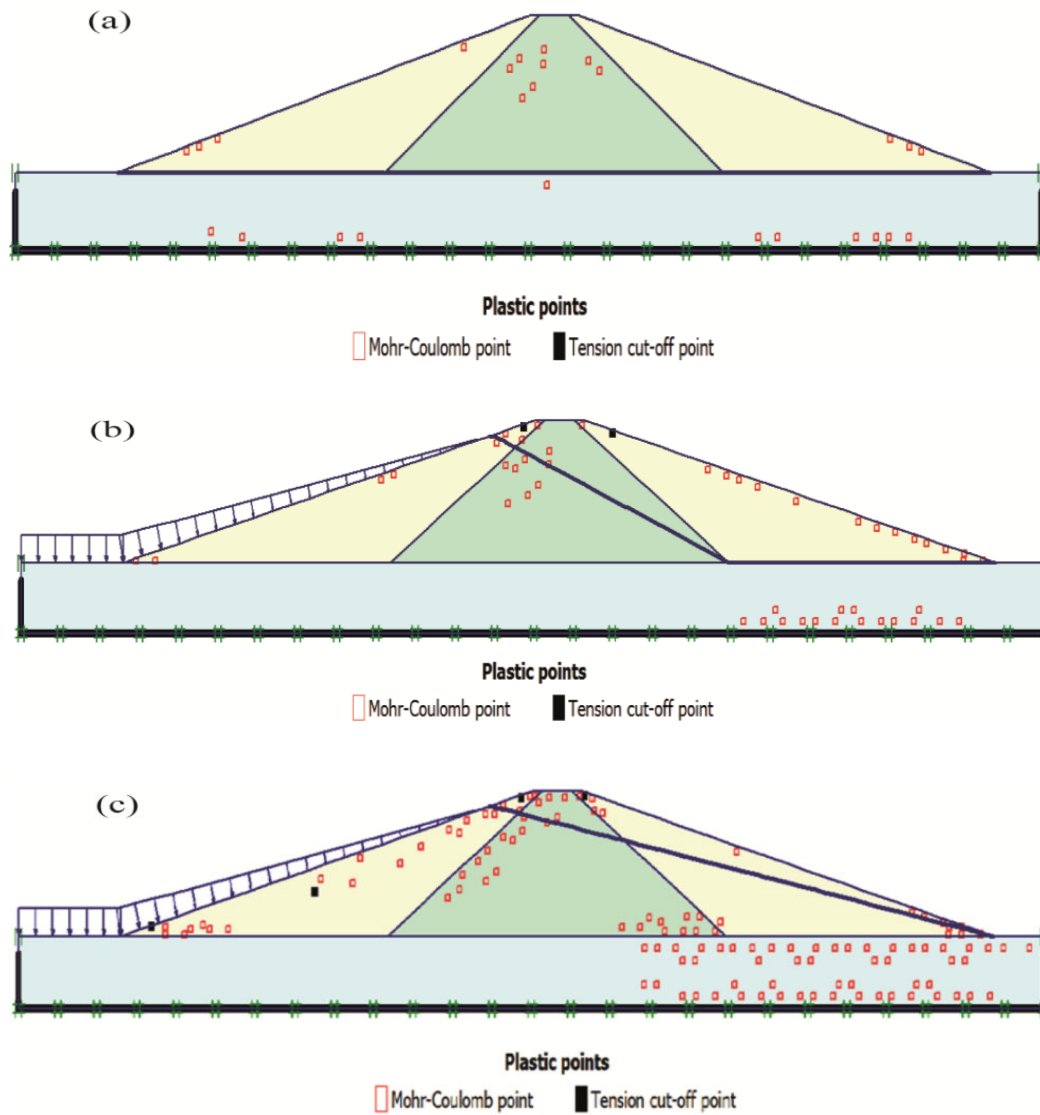 (a)
Plastic points
Mohr-Coulomb point Tension cut-off point
(b)
Plastic points
Mohr-Coulomb point Tension cut-off point
(c)
Plastic points
Mohr-Coulomb point Tension cut-off point